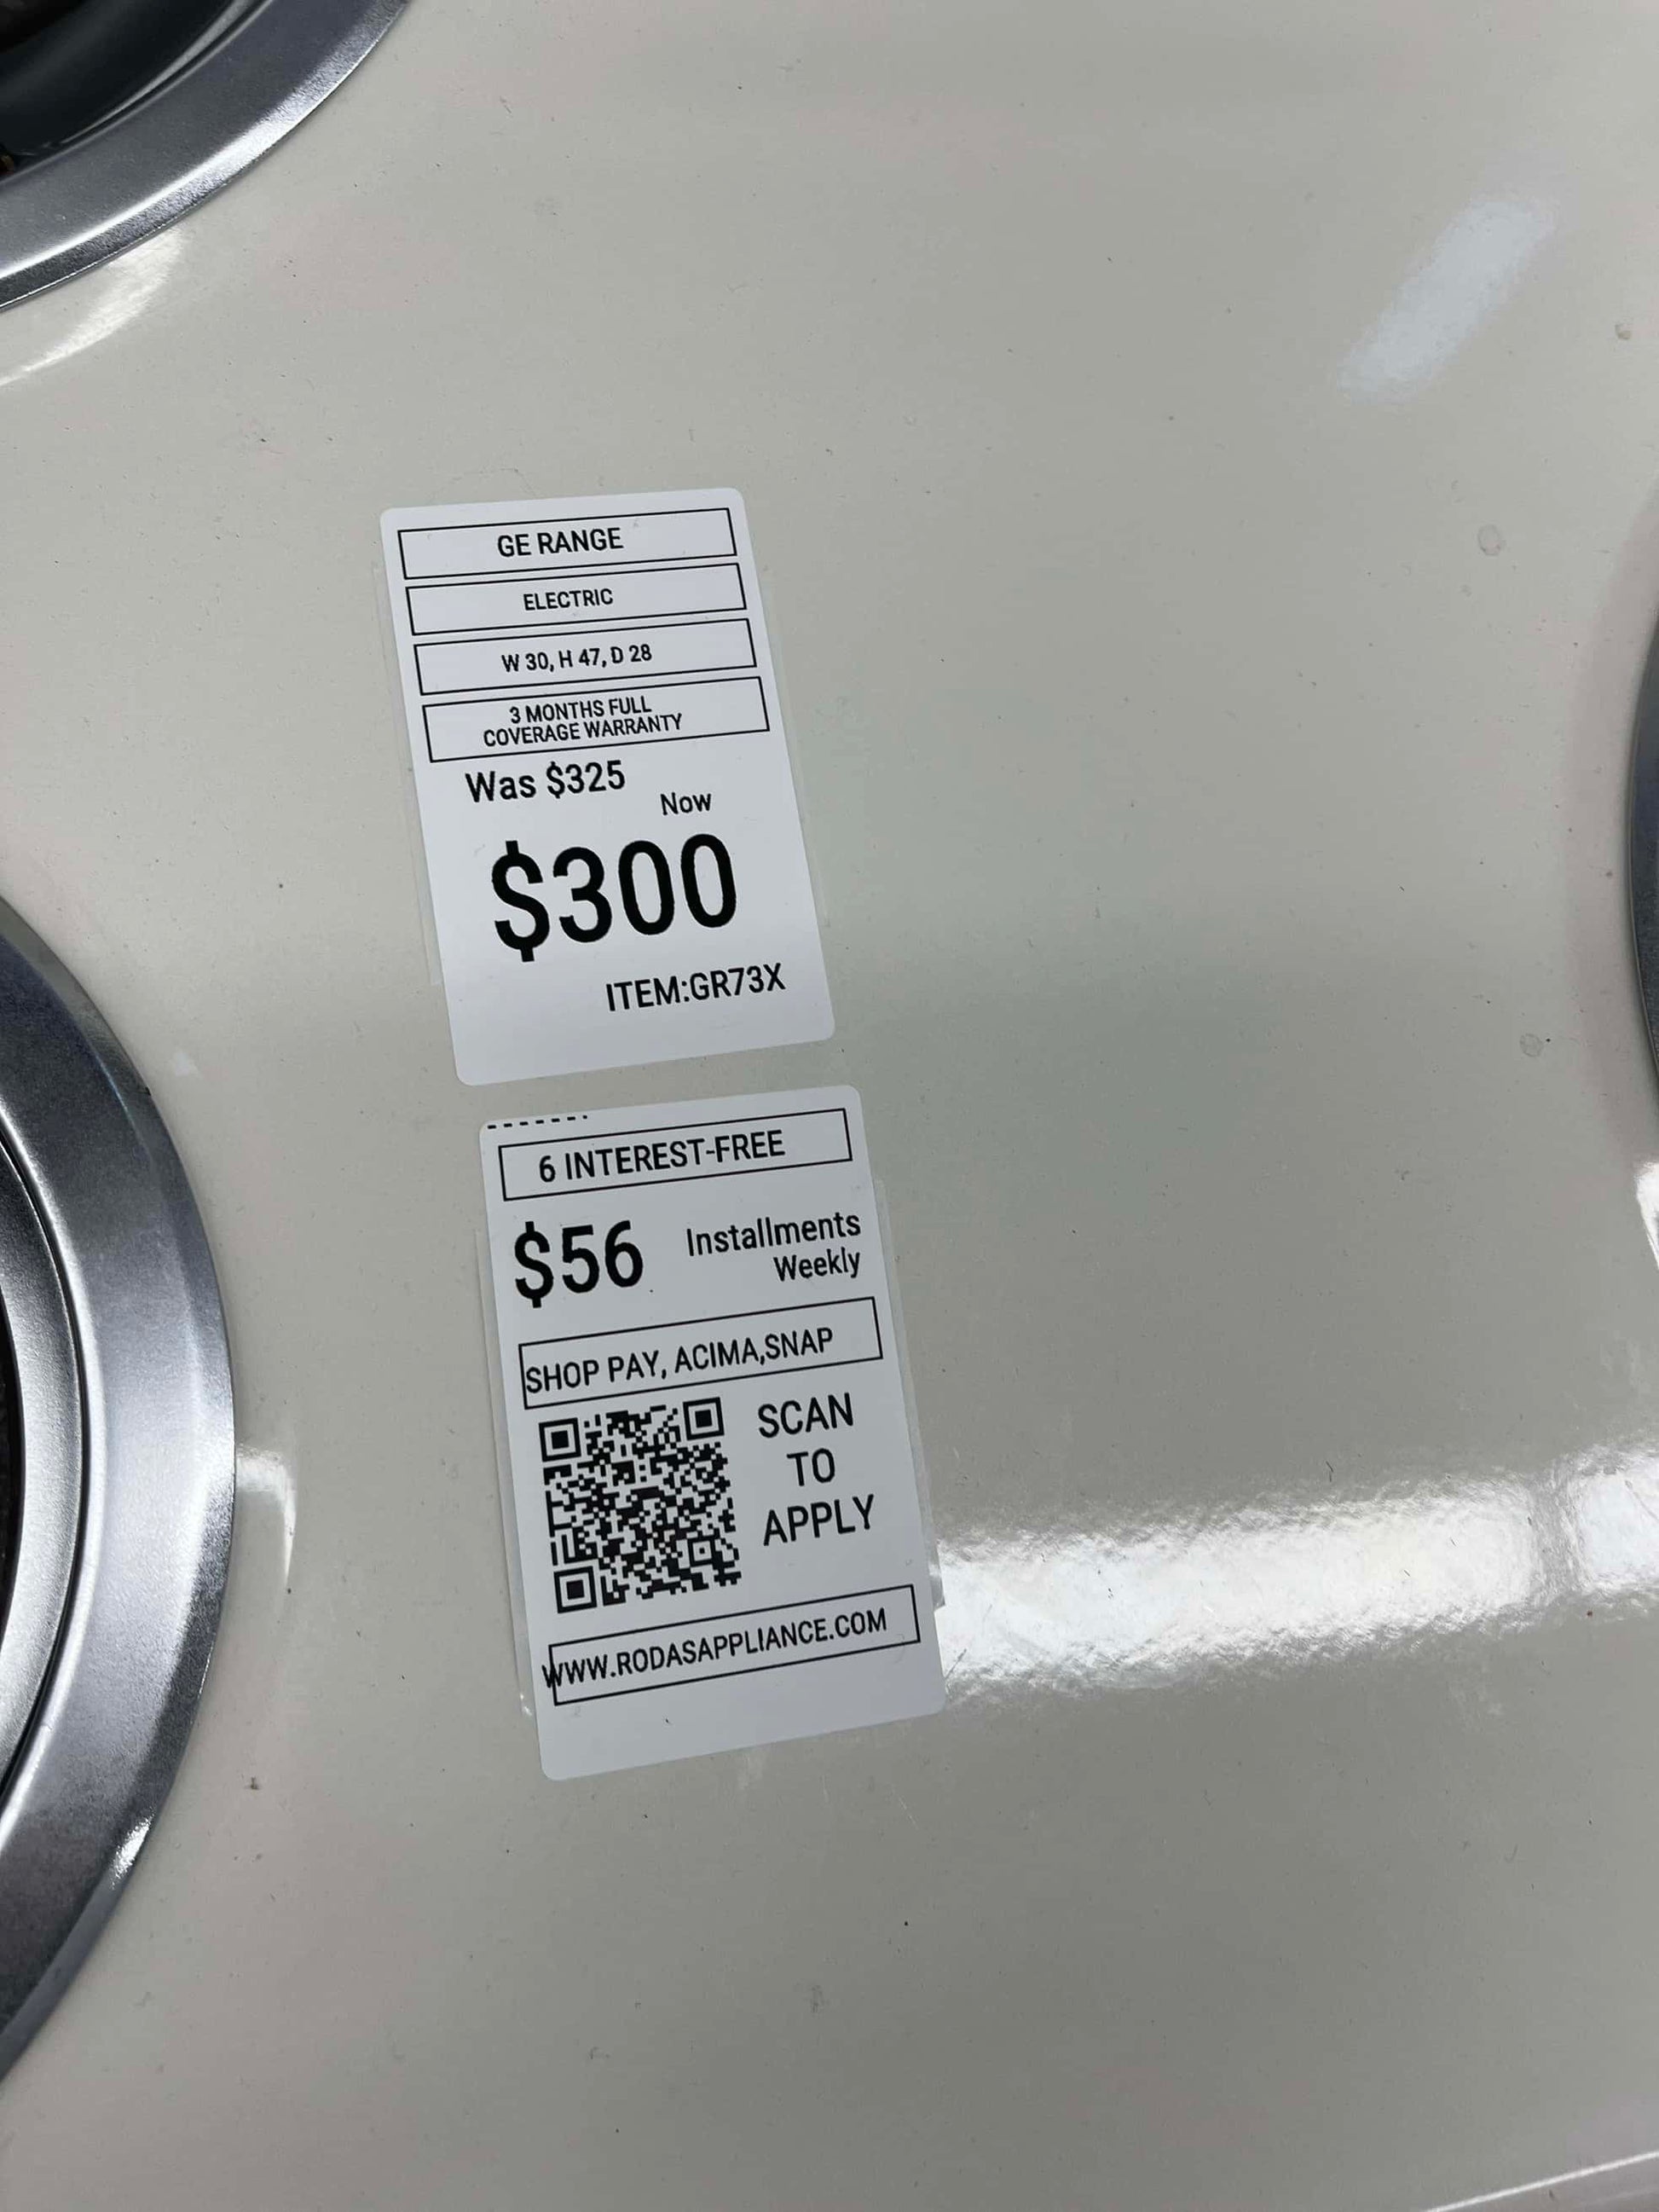 GE RANGE
ELECTRIC
W 30, H 47, D 28
3 MONTHS FULL
COVERAGE WARRANTY
Was $325
Now
$300
ITEM:GR73X
6 INTEREST-FREE
$56 Installments
Weekly
SHOP PAY, ACIMA,SNAP
SCAN
TO
APPLY
WWW.RODASAPPLIANCE.COM